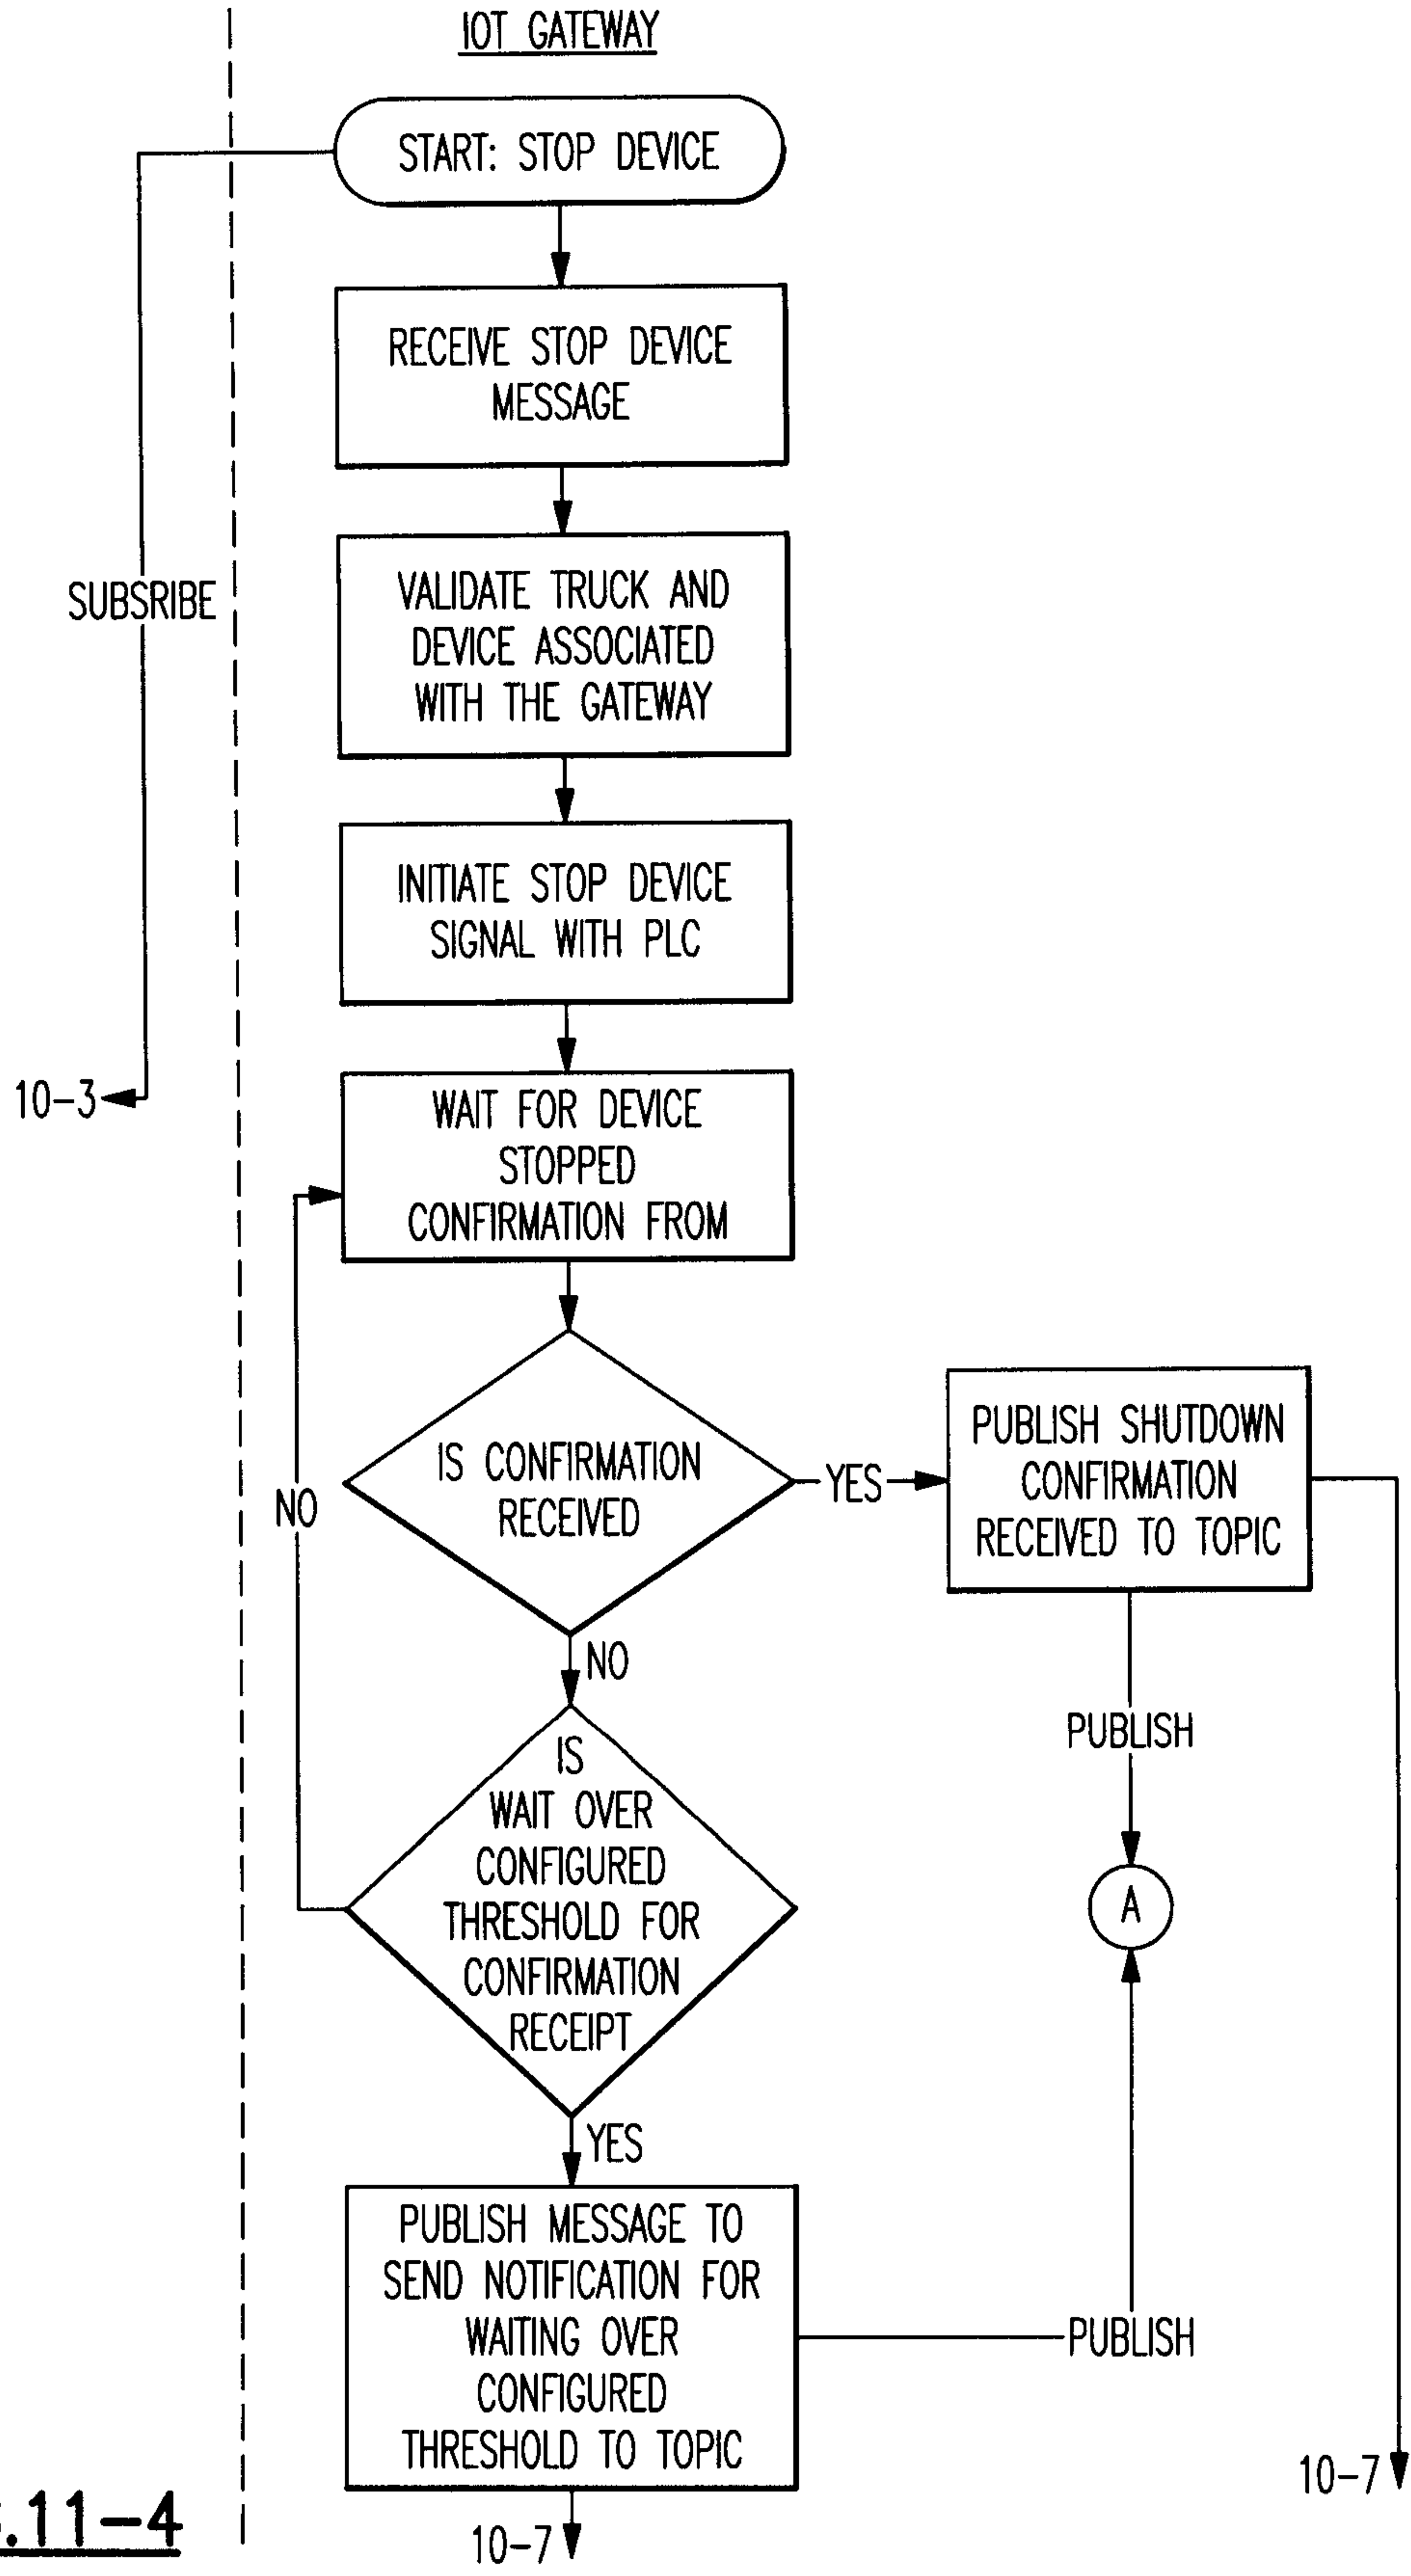 IOT GATEWAY
START: STOP DEVICE
RECEIVE STOP DEVICE
MESSAGE
VALIDATE TRUCK AND
DEVICE ASSOCIATED
WITH THE GATEWAY
SUBSRIBE
INITIATE STOP DEVICE
SIGNAL WITH PLC
10-3
WAIT FOR DEVICE
STOPPED
CONFIRMATION FROM
IS CONFIRMATION
RECEIVED
YES
PUBLISH SHUTDOWN
CONFIRMATION
RECEIVED TO TOPIC
NO
NO
PUBLISH
IS
WAIT OVER
CONFIGURED
THRESHOLD FOR
CONFIRMATION
RECEIPT
A
YES
PUBLISH MESSAGE TO
SEND NOTIFICATION FOR
WAITING OVER
CONFIGURED
THRESHOLD TO TOPIC
PUBLISH
10-7
10-7
.11-4